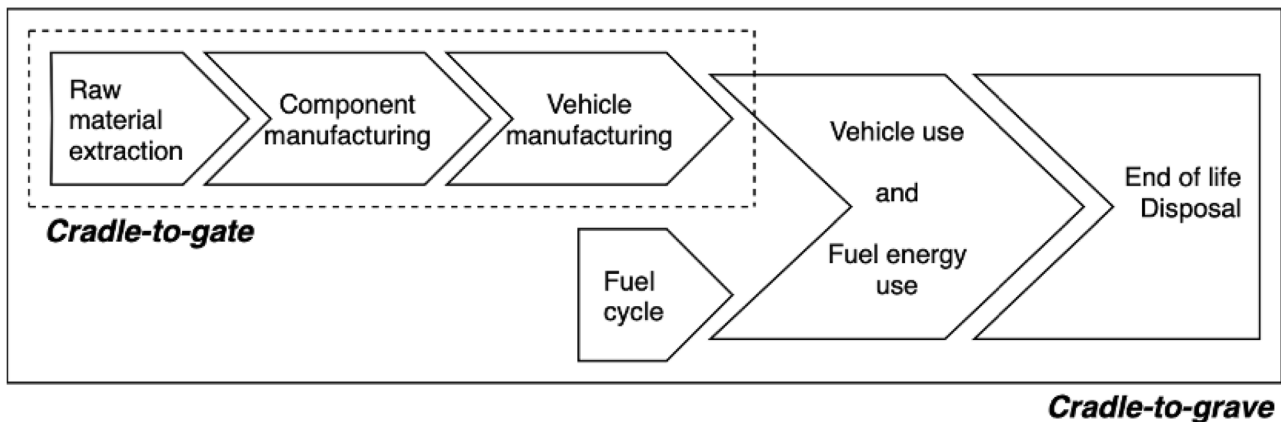 Raw
material
extraction
Component
manufacturing
Vehicle
manufacturing
Cradle-to-gate
Fuel
cycle
Vehicle use
and
Fuel energy
use
End of life
Disposal
Cradle-to-grave